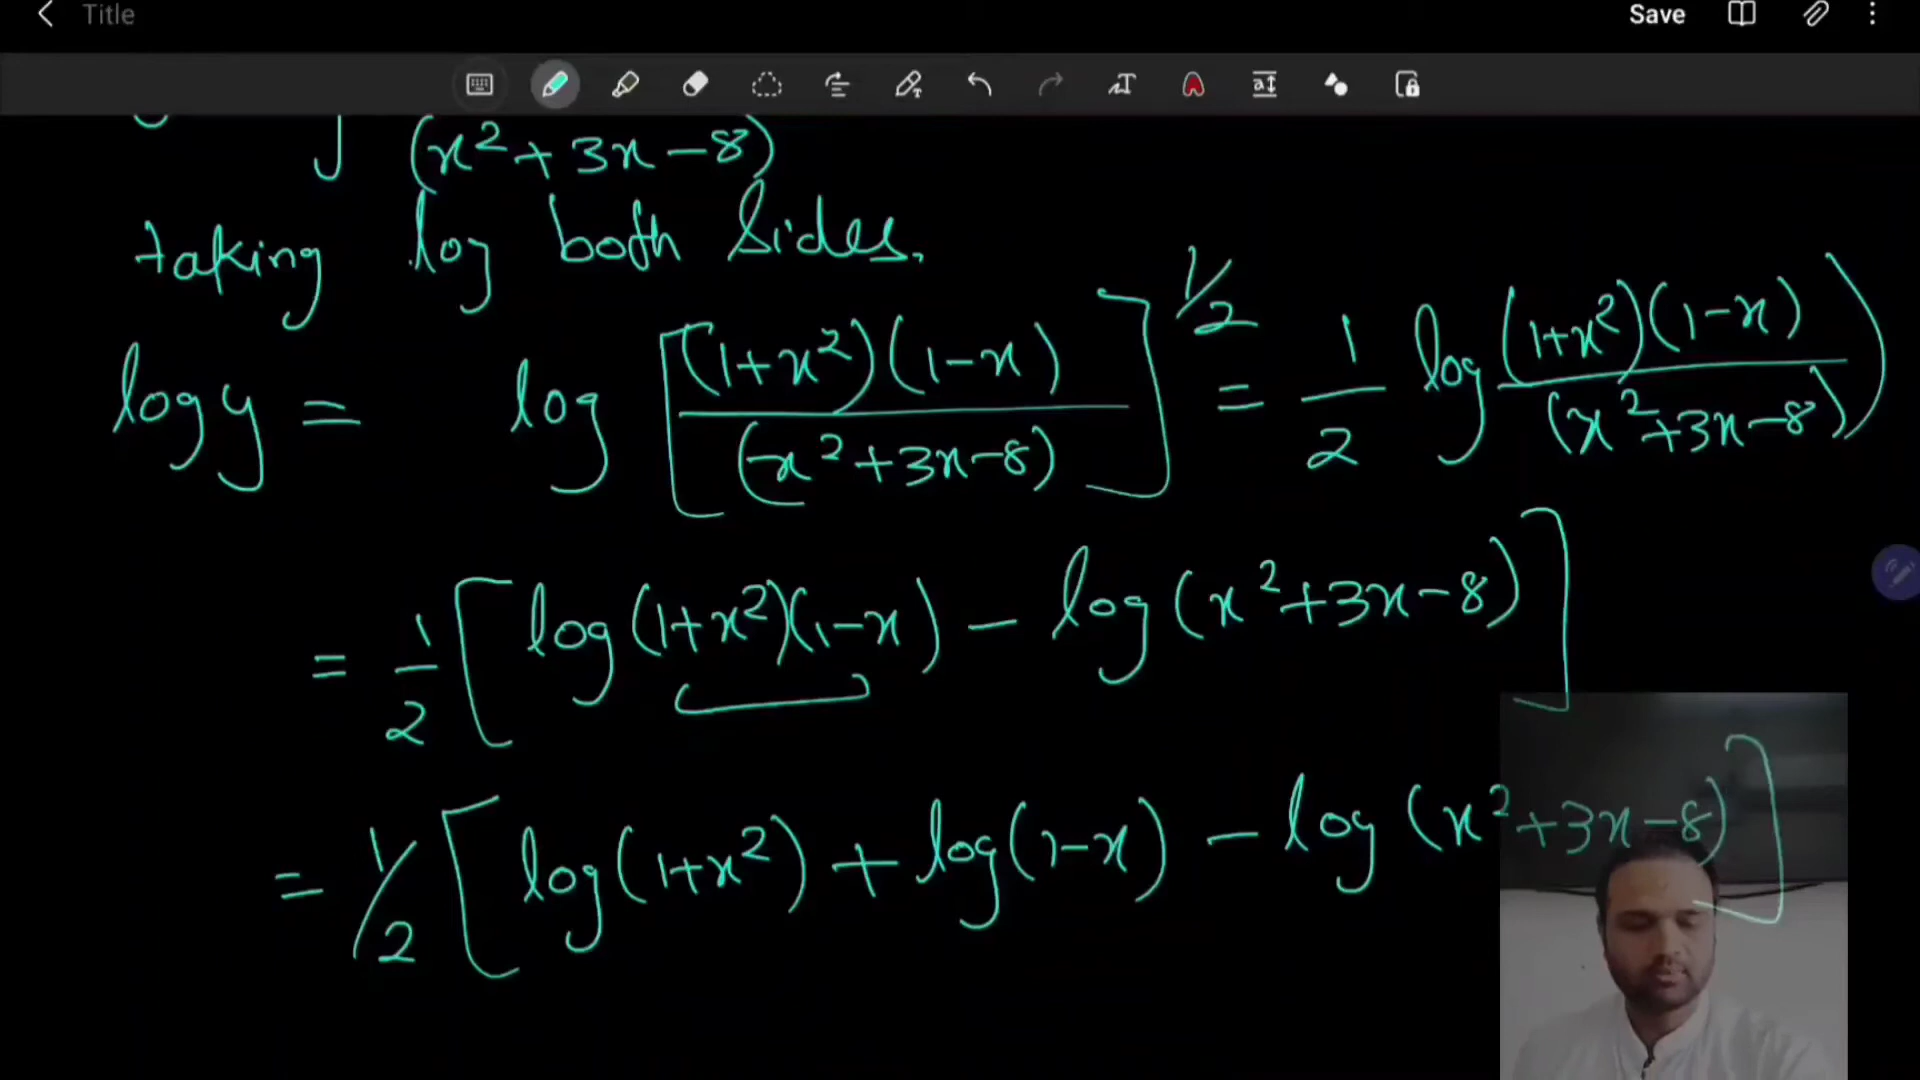 Title Save
(x²+3x-8)
taking log both sides.
log y = log [(1+x²)(1-x) / (x²+3x-8)]^1/2 = 1/2 log (1+x²)(1-x) / (x²+3x-8))
= 1/2 [log (1+x²)(1-x) - log (x²+3x-8)]
= 1/2 [log (1+x²) + log (1-x) - log (x²+3x-8)]